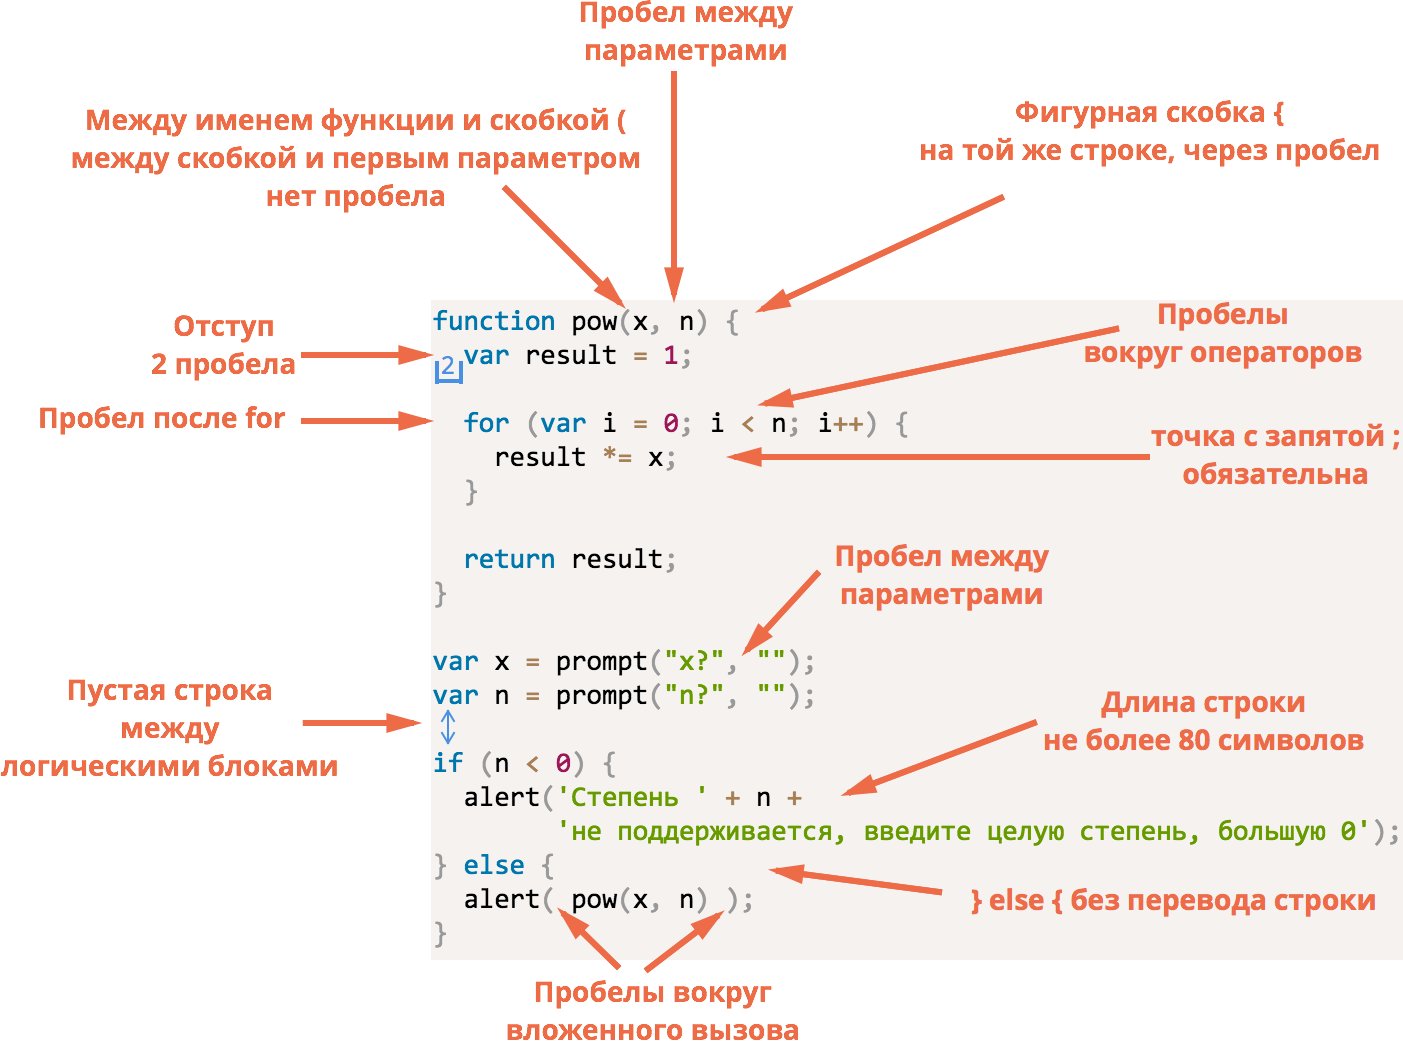 Пробел между
параметрами
Между именем функции и скобкой (
между скобкой и первым параметром
нет пробела
Фигурная скобка {
на той же строке, через пробел
Отступ
2 пробела
Пробел после for
Пробелы
вокруг операторов
точка с запятой ;
обязательна
function pow(x, n) {
  var result = 1;
2
  for (var i = 0; i < n; i++) {
    result *= x;
  }
  return result;
}
Пробел между
параметрами
var x = prompt("x?", "");
var n = prompt("n?", "");
Пустая строка
между
логическими блоками
Длина строки
не более 80 символов
if (n < 0) {
  alert('Степень ' + n +
        'не поддерживается, введите целую степень, большую 0');
} else {
  alert( pow(x, n) );
}
} else { без перевода строки
Пробелы вокруг
вложенного вызова